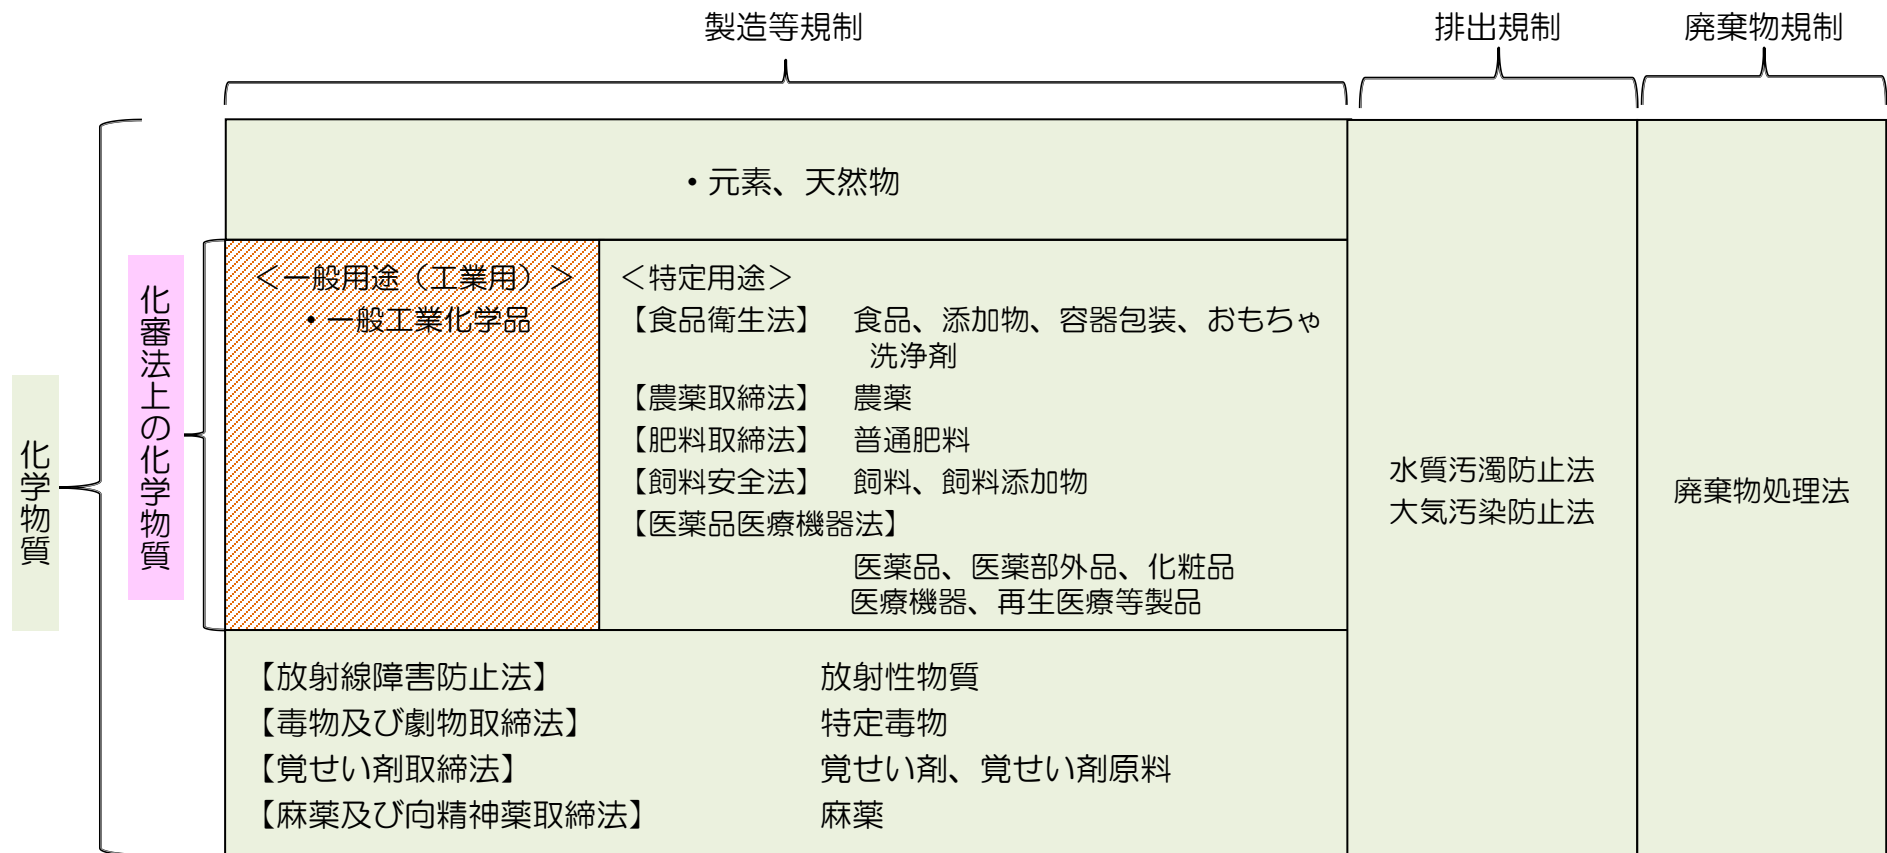 製造等規制
排出規制
廃棄物規制
・元素、天然物
化学物質
化審法上の化学物質
＜一般用途（工業用）＞
・一般工業化学品
＜特定用途＞
【食品衛生法】 食品、添加物、容器包装、おもちゃ
洗浄剤
【農薬取締法】 農薬
【肥料取締法】 普通肥料
【飼料安全法】 飼料、飼料添加物
【医薬品医療機器法】
医薬品、医薬部外品、化粧品
医療機器、再生医療等製品
水質汚濁防止法
大気汚染防止法
廃棄物処理法
【放射線障害防止法】 放射性物質
【毒物及び劇物取締法】 特定毒物
【覚せい剤取締法】 覚せい剤、覚せい剤原料
【麻薬及び向精神薬取締法】 麻薬